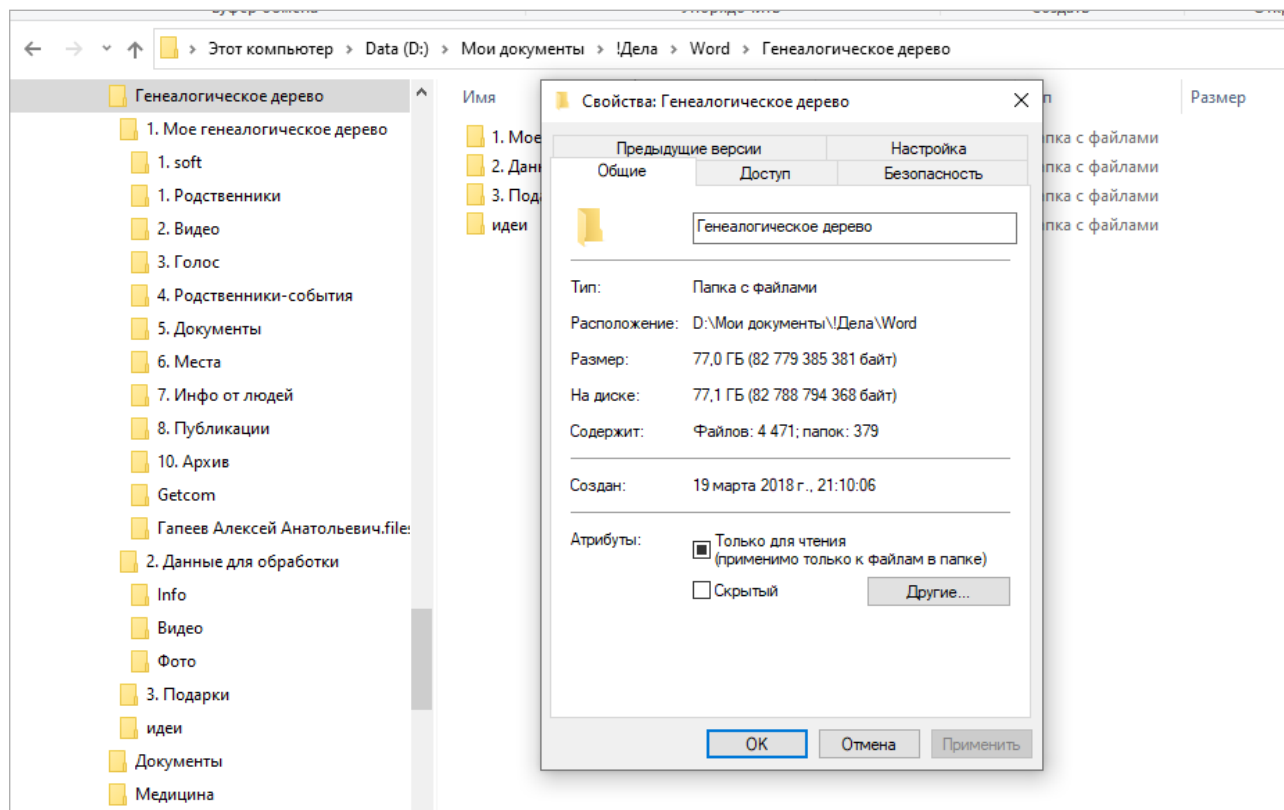 Этот компьютер > Data (D:) > Мои документы > !Дела > Word > Генеалогическое дерево
Генеалогическое дерево
1. Мое генеалогическое дерево
1. soft
1. Родственники
2. Видео
3. Голос
4. Родственники-события
5. Документы
6. Места
7. Инфо от людей
8. Публикации
10. Архив
Getcom
Гапеев Алексей Анатольевич.files
2. Данные для обработки
Info
Видео
Фото
3. Подарки
идеи
Документы
Медицина
Имя
Размер
1. Мое
2. Дан
3. Под
идеи
с файлами
с файлами
с файлами
с файлами
Свойства: Генеалогическое дерево
Предыдущие версии
Настройка
Общие
Доступ
Безопасность
Генеалогическое дерево
Тип: Папка с файлами
Расположение: D:\Мои документы\!Дела\Word
Размер: 77,0 ГБ (82 779 385 381 байт)
На диске: 77,1 ГБ (82 788 794 368 байт)
Содержит: Файлов: 4 471; папок: 379
Создан: 19 марта 2018 г., 21:10:06
Атрибуты: Только для чтения
(применимо только к файлам в папке)
Скрытый
Другие...
OK
Отмена
Применить